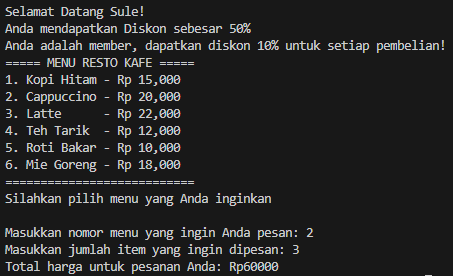 Selamat Datang Sule!
Anda mendapatkan Diskon sebesar 50%
Anda adalah member, dapatkan diskon 10% untuk setiap pembelian!
===== MENU RESTO KAFE =====
1. Kopi Hitam - Rp 15,000
2. Cappuccino - Rp 20,000
3. Latte      - Rp 22,000
4. Teh Tarik  - Rp 12,000
5. Roti Bakar - Rp 10,000
6. Mie Goreng - Rp 18,000
===========================
Silahkan pilih menu yang Anda inginkan

Masukkan nomor menu yang ingin Anda pesan: 2
Masukkan jumlah item yang ingin dipesan: 3
Total harga untuk pesanan Anda: Rp60000